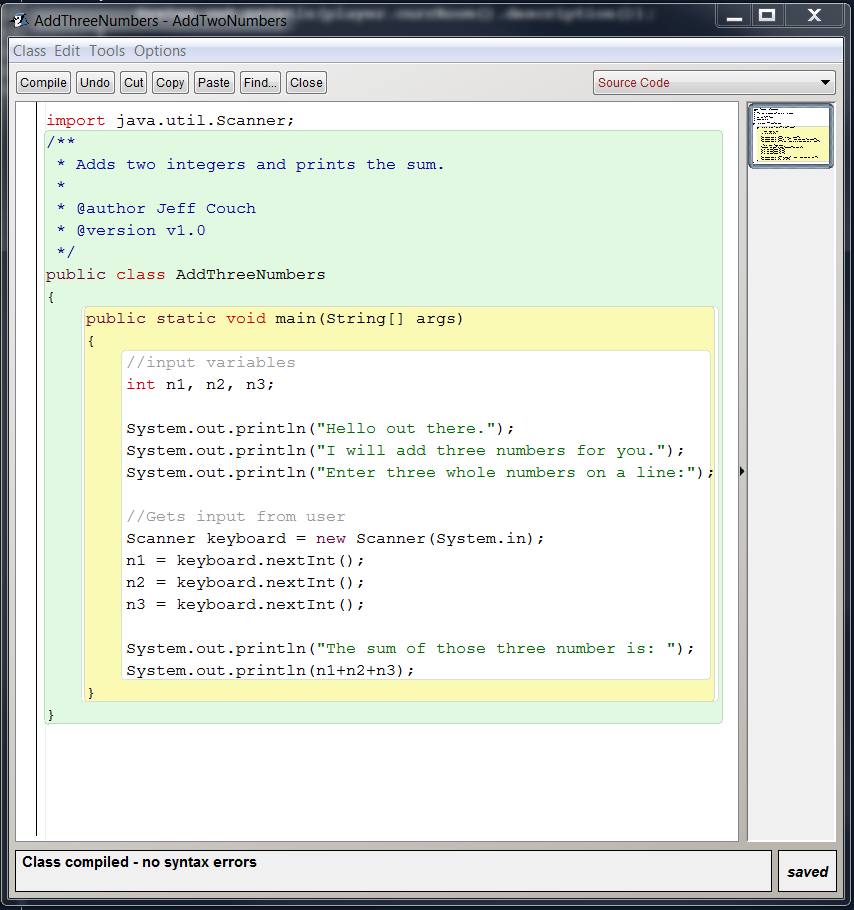 AddThreeNumbers - AddTwoNumbers
Class Edit Tools Options
Compile Undo Cut Copy Paste Find... Close Source Code
import java.util.Scanner;
/**
 * Adds two integers and prints the sum.
 *
 * @author Jeff Couch
 * @version v1.0
 */
public class AddThreeNumbers
{
    public static void main(String[] args)
    {
        //input variables
        int n1, n2, n3;

        System.out.println("Hello out there.");
        System.out.println("I will add three numbers for you.");
        System.out.println("Enter three whole numbers on a line:");

        //Gets input from user
        Scanner keyboard = new Scanner(System.in);
        n1 = keyboard.nextInt();
        n2 = keyboard.nextInt();
        n3 = keyboard.nextInt();

        System.out.println("The sum of those three number is: ");
        System.out.println(n1+n2+n3);
    }
}
Class compiled - no syntax errors
saved